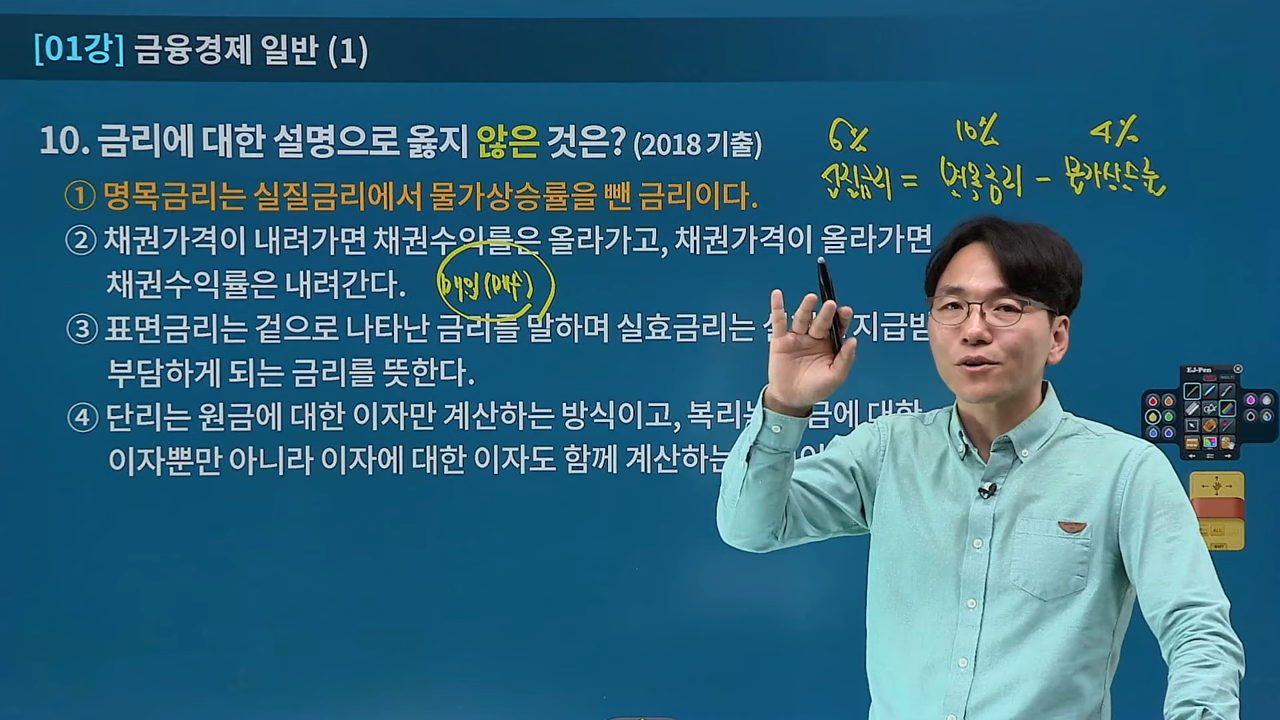 [01강] 금융경제 일반 (1)
10. 금리에 대한 설명으로 옳지 않은 것은? (2018 기출)
6% 10% 4%
실질금리 = 명목금리 - 물가상승률
① 명목금리는 실질금리에서 물가상승률을 뺀 금리이다.
② 채권가격이 내려가면 채권수익률은 올라가고, 채권가격이 올라가면
채권수익률은 내려간다.
③ 표면금리는 겉으로 나타난 금리를 말하며 실효금리는 지급받
부담하게 되는 금리를 뜻한다.
④ 단리는 원금에 대한 이자만 계산하는 방식이고, 복리는 대한
이자뿐만 아니라 이자에 대한 이자도 함께 계산하는
EJ-Pen